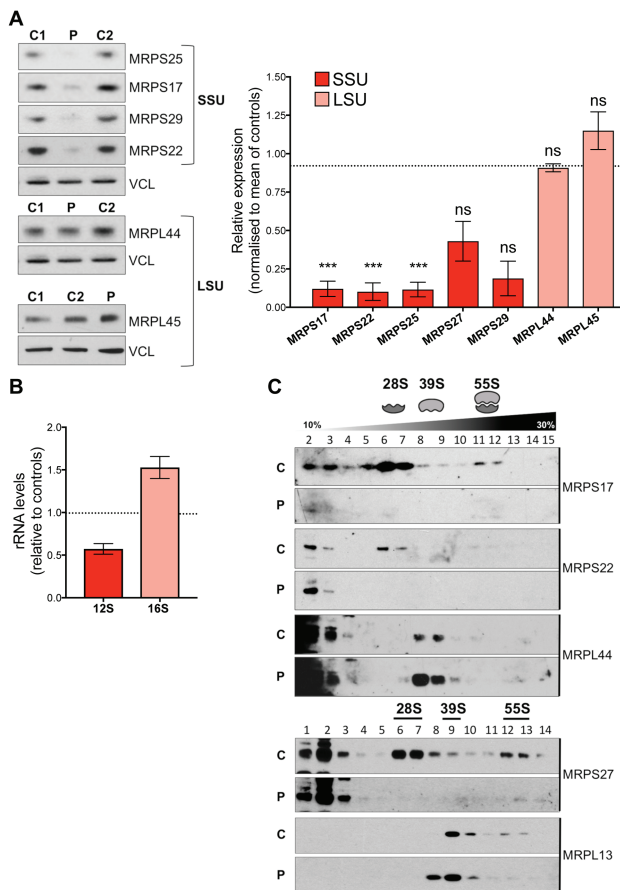 A
C1 P C2
MRPS25
MRPS17
MRPS29
MRPS22
SSU
VCL
C1 P C2
MRPL44
VCL
C1 C2 P
MRPL45
VCL
LSU
SSU
LSU
Relative expression
(normalised to mean of controls)
1.50
1.25
1.00
0.75
0.50
0.25
0.00
*** *** *** ns ns ns ns
MRPS17 MRPS22 MRPS25 MRPS27 MRPS29 MRPL44 MRPL45
B
rRNA levels
(relative to controls)
2.0
1.5
1.0
0.5
0.0
12S 16S
C
28S 39S 55S
10% 30%
2 3 4 5 6 7 8 9 10 11 12 13 14 15
C
P
MRPS17
C
P
MRPS22
C
P
MRPL44
28S 39S 55S
1 2 3 4 5 6 7 8 9 10 11 12 13 14
C
P
MRPS27
C
P
MRPL13